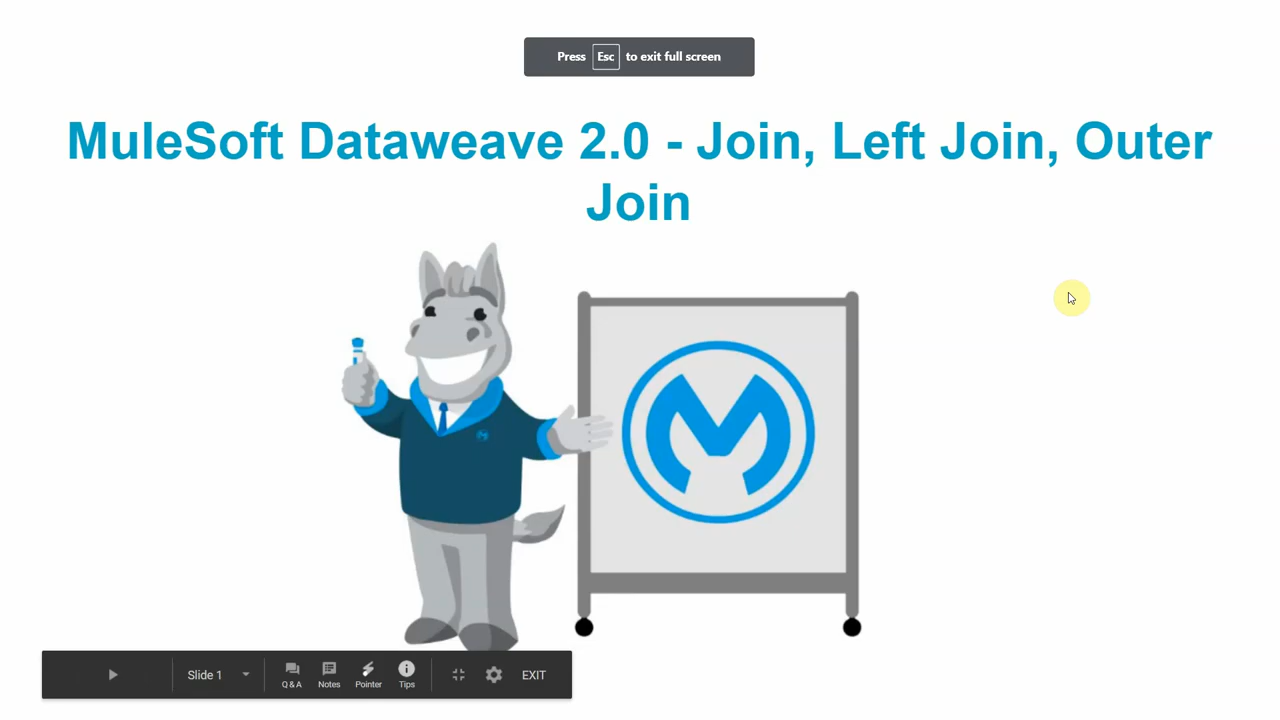 Press Esc to exit full screen
MuleSoft Dataweave 2.0 - Join, Left Join, Outer
Join
Slide 1
Q & A
Notes
Pointer
Tips
EXIT